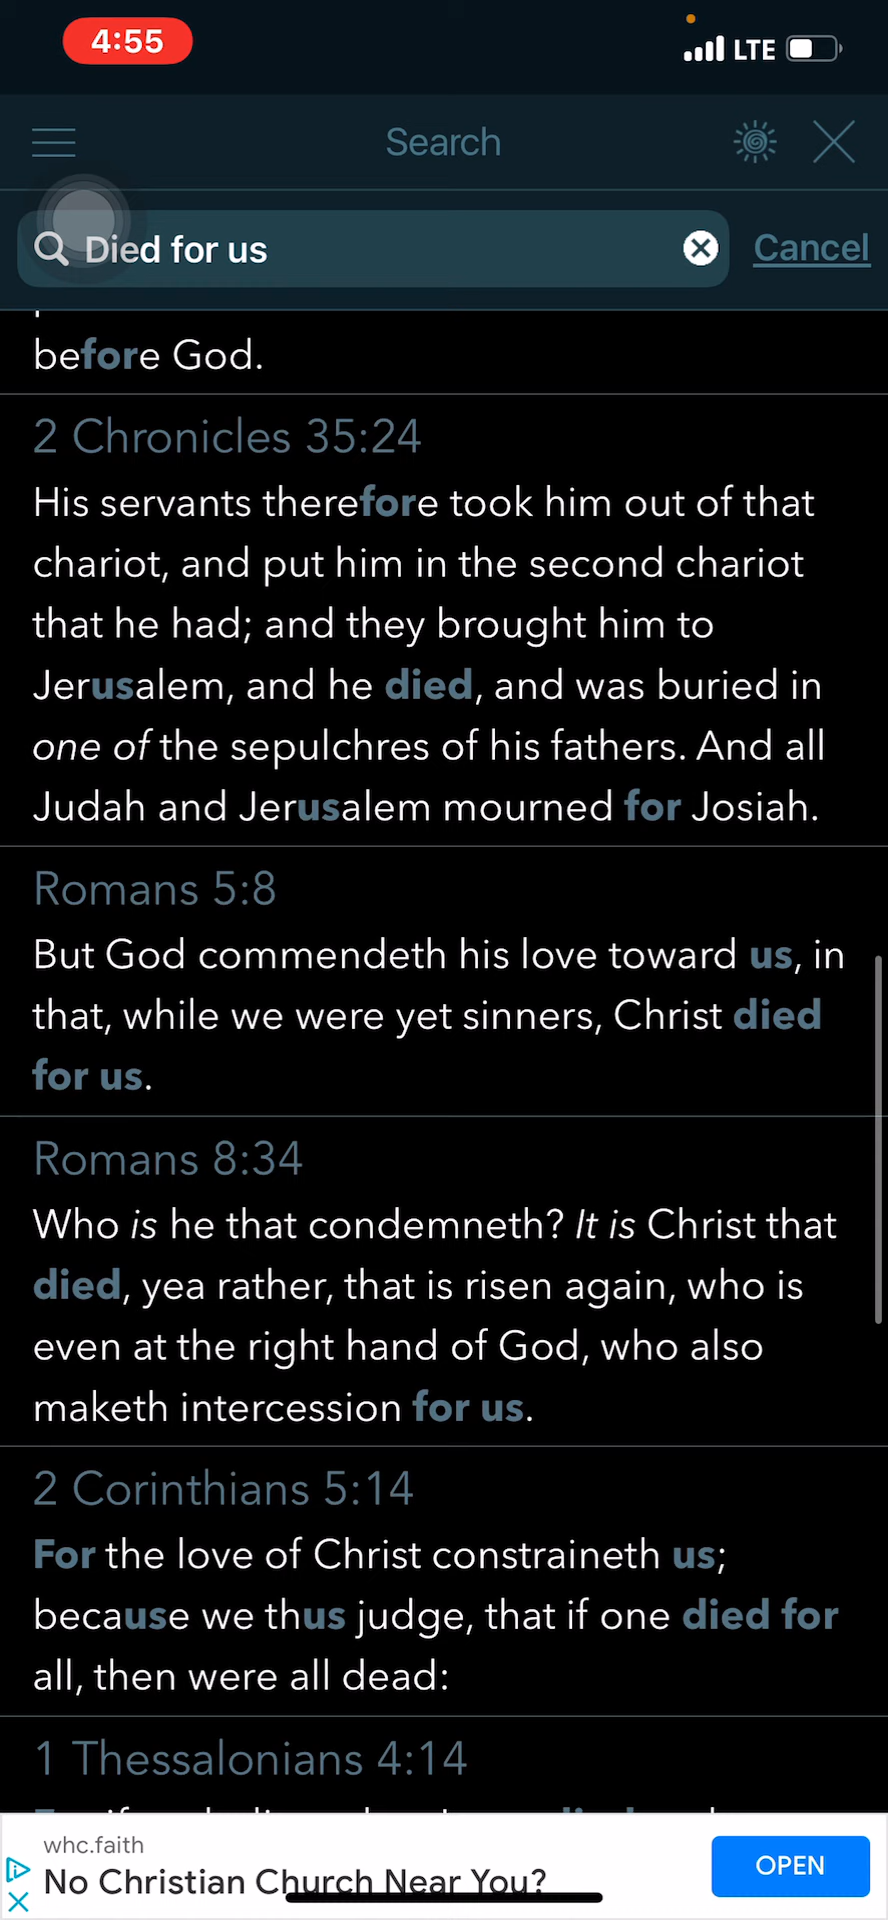 4:55
LTE
Search
Died for us
Cancel
before God.
2 Chronicles 35:24
His servants therefore took him out of that
chariot, and put him in the second chariot
that he had; and they brought him to
Jerusalem, and he died, and was buried in
one of the sepulchres of his fathers. And all
Judah and Jerusalem mourned for Josiah.
Romans 5:8
But God commendeth his love toward us, in
that, while we were yet sinners, Christ died
for us.
Romans 8:34
Who is he that condemneth? It is Christ that
died, yea rather, that is risen again, who is
even at the right hand of God, who also
maketh intercession for us.
2 Corinthians 5:14
For the love of Christ constraineth us;
because we thus judge, that if one died for
all, then were all dead:
1 Thessalonians 4:14
whc.faith
No Christian Church Near You?
OPEN